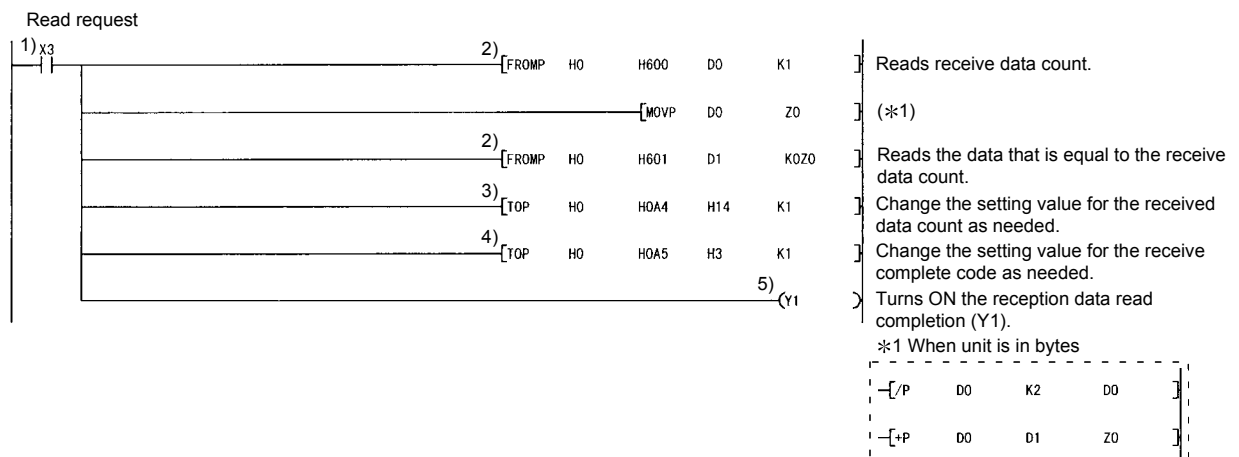 Read request
1) X3
2) [FROMP H0 H600 D0 K1 ] Reads receive data count.
[MOVP D0 Z0 ] (*1)
2) [FROMP H0 H601 D1 K0Z0 ] Reads the data that is equal to the receive
data count.
3) [TOP H0 H0A4 H14 K1 ] Change the setting value for the received
data count as needed.
4) [TOP H0 H0A5 H3 K1 ] Change the setting value for the receive
complete code as needed.
5) (Y1 ) Turns ON the reception data read
completion (Y1).
*1 When unit is in bytes
[/P D0 K2 D0 ]
[+P D0 D1 Z0 ]